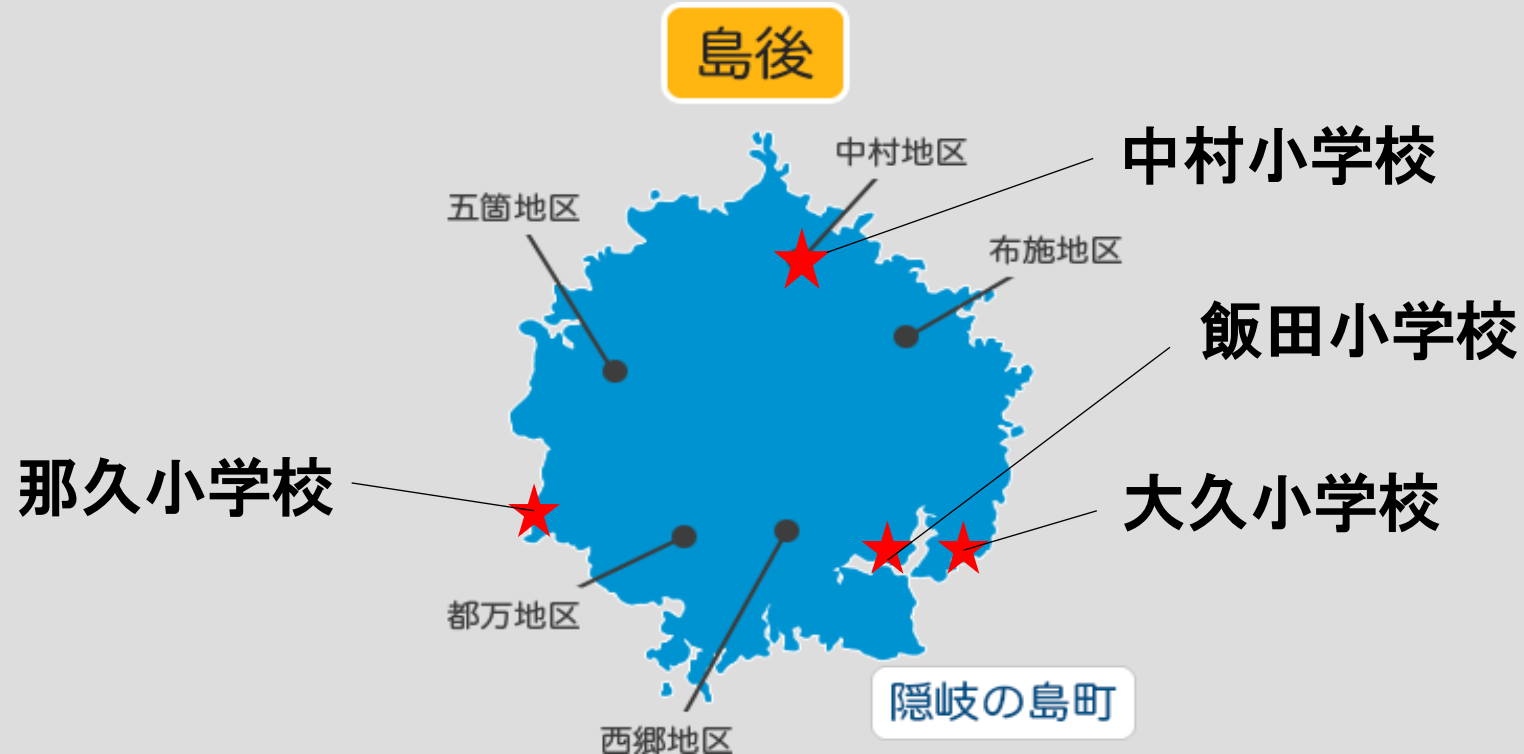 島後
中村地区
中村小学校
五箇地区
布施地区
飯田小学校
那久小学校
大久小学校
都万地区
隠岐の島町
西郷地区